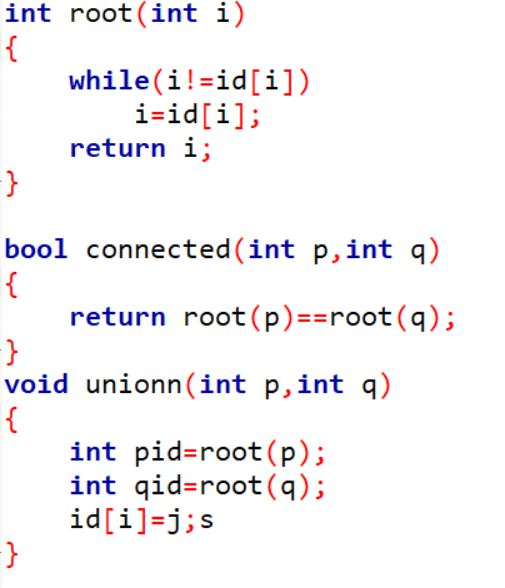 int root(int i)
{
    while(i!=id[i])
        i=id[i];
    return i;
}

bool connected(int p,int q)
{
    return root(p)==root(q);
}
void unionn(int p,int q)
{
    int pid=root(p);
    int qid=root(q);
    id[i]=j;s
}